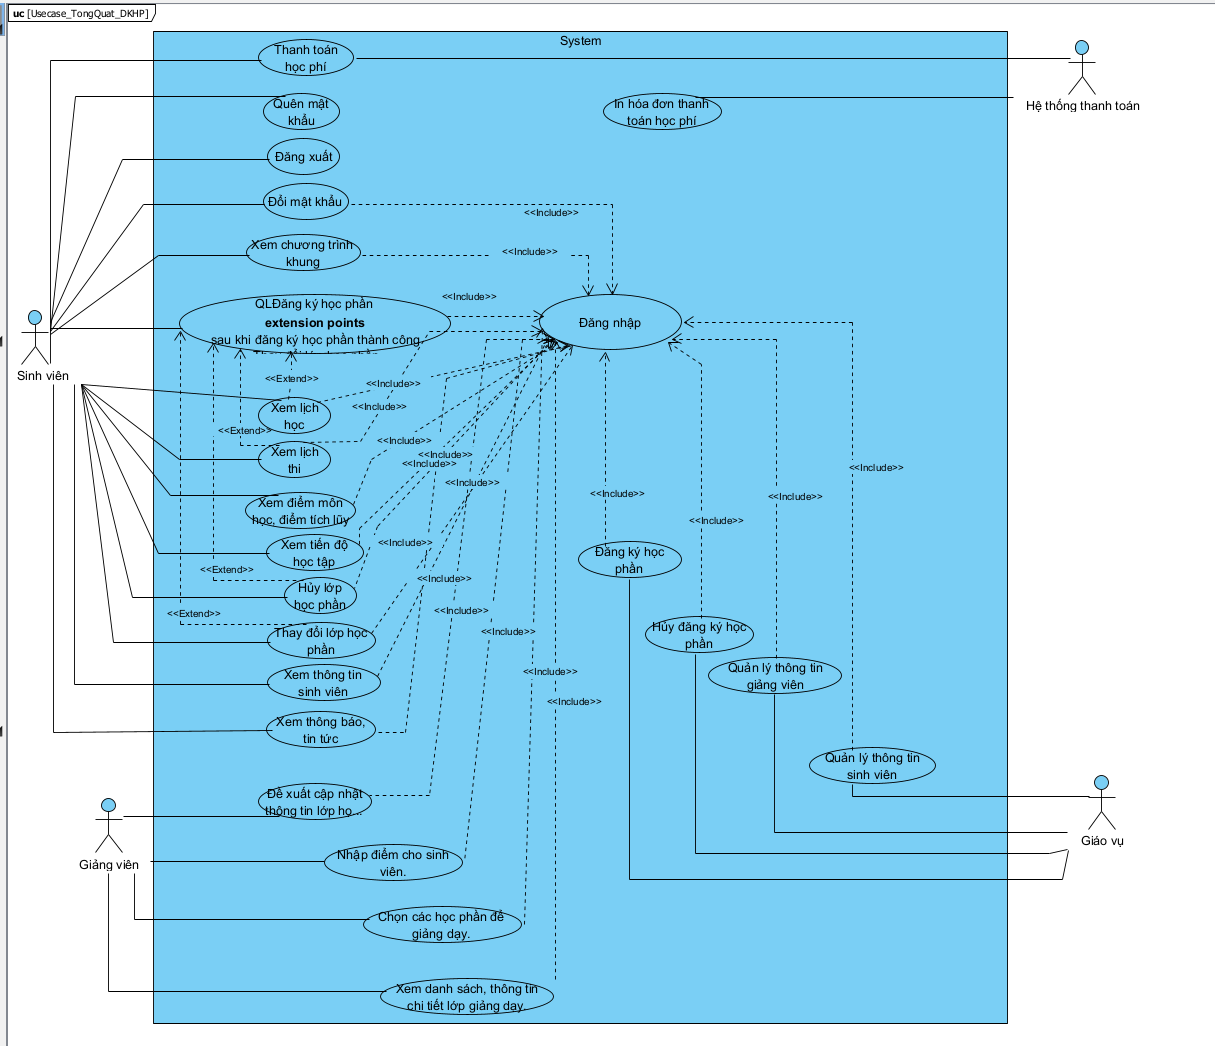 uc [Usecase_TongQuat_DKHP]
System
Thanh toán
học phí
Hệ thống thanh toán
Quên mật
khẩu
In hóa đơn thanh
toán học phí
Đăng xuất
Đổi mật khẩu
<<Include>>
Xem chương trình
khung
<<Include>>
<<Include>>
QLĐăng ký học phần
extension points
sau khi đăng ký học phần thành công
Đăng nhập
Sinh viên
<<Extend>>
<<Include>>
Xem lịch
học
<<Include>>
<<Extend>>
<<Include>>
Xem lịch
thi
<<Include>>
<<Include>>
<<Include>>
<<Include>>
<<Include>>
<<Include>>
Xem điểm môn
học, điểm tích lũy
<<Include>>
<<Include>>
Xem tiến độ
học tập
Đăng ký học
phần
<<Extend>>
<<Include>>
Hủy lớp
học phần
<<Extend>>
<<Include>>
Thay đổi lớp học
phần
<<Include>>
Hủy đăng ký học
phần
Xem thông tin
sinh viên
<<Include>>
Quản lý thông tin
giảng viên
<<Include>>
Xem thông báo,
tin tức
Quản lý thông tin
sinh viên
Đề xuất cập nhật
thông tin lớp ho...
Giảng viên
Giáo vụ
Nhập điểm cho sinh
viên.
Chọn các học phần để
giảng dạy.
Xem danh sách, thông tin
chi tiết lớp giảng dạy.